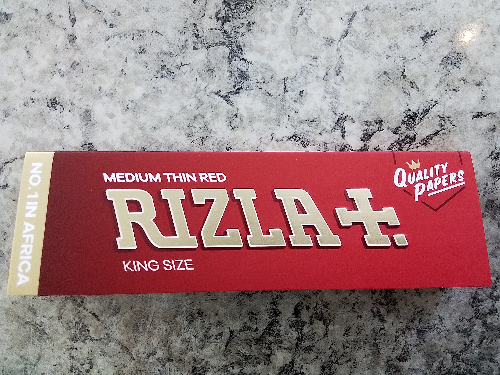 NO. 1 IN AFRICA
MEDIUM THIN RED
RIZLA+.
KING SIZE
QUALITY
PAPERS